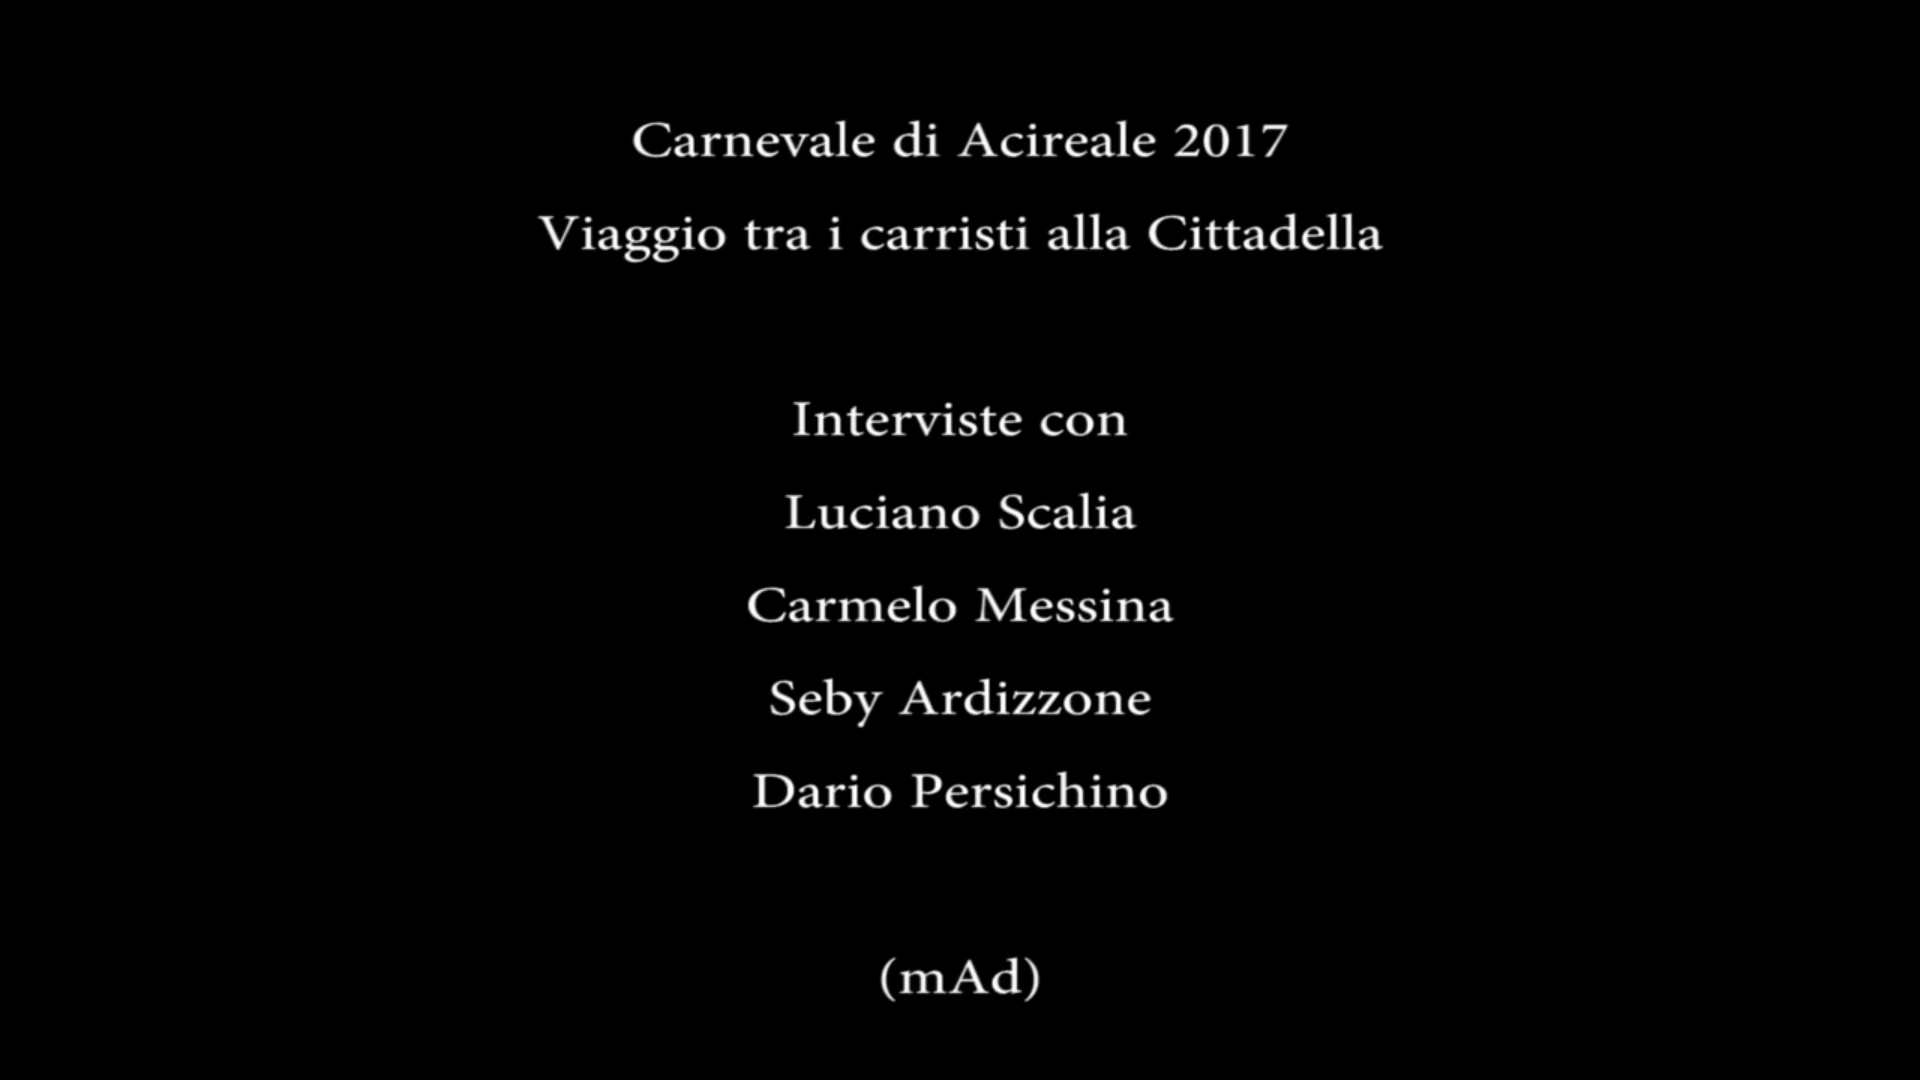 Carnevale di Acireale 2017
Viaggio tra i carristi alla Cittadella
Interviste con
Luciano Scalia
Carmelo Messina
Seby Ardizzone
Dario Persichino
(mAd)